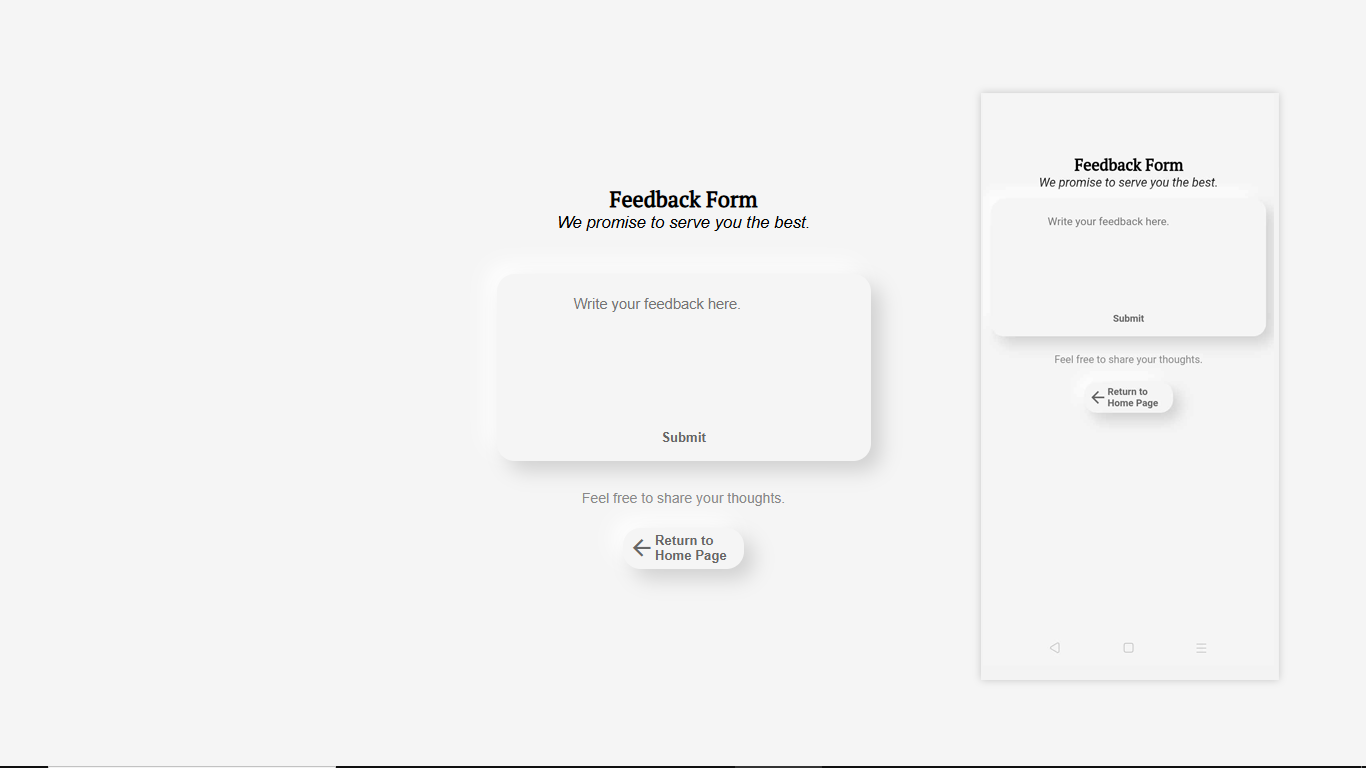 Feedback Form
We promise to serve you the best.
Write your feedback here.
Submit
Feel free to share your thoughts.
Return to
Home Page
Feedback Form
We promise to serve you the best.
Write your feedback here.
Submit
Feel free to share your thoughts.
Return to
Home Page